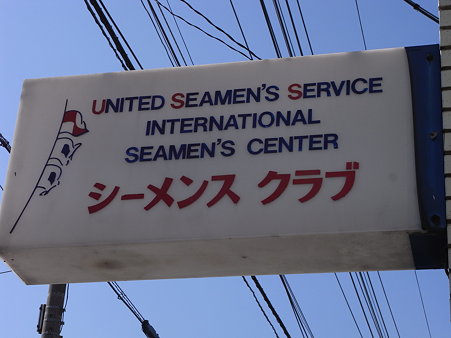 UNITED SEAMEN'S SERVICE
INTERNATIONAL
SEAMEN'S CENTER
シーメンス クラブ